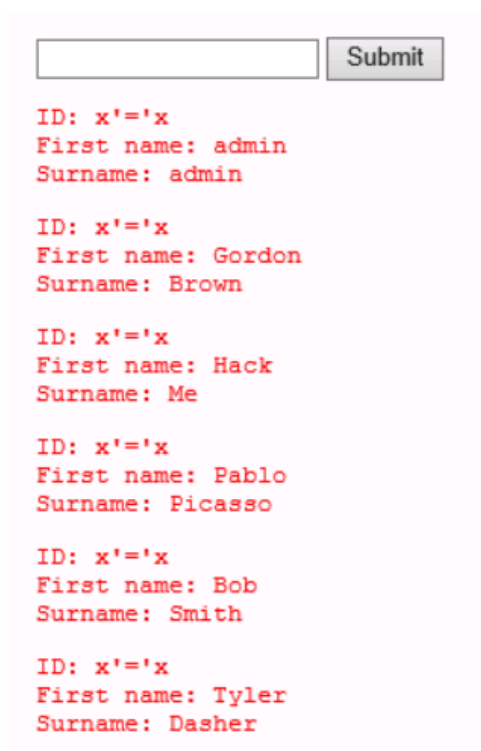 Submit
ID: x'='x
First name: admin
Surname: admin
ID: x'='x
First name: Gordon
Surname: Brown
ID: x'='x
First name: Hack
Surname: Me
ID: x'='x
First name: Pablo
Surname: Picasso
ID: x'='x
First name: Bob
Surname: Smith
ID: x'='x
First name: Tyler
Surname: Dasher